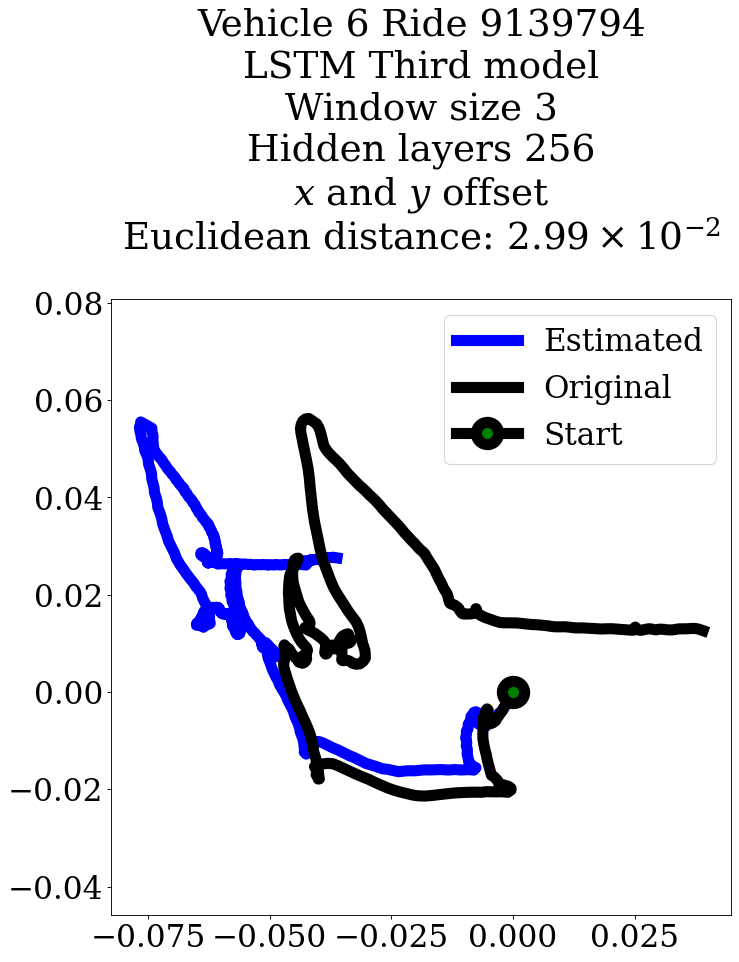 Vehicle 6 Ride 9139794
LSTM Third model
Window size 3
Hidden layers 256
x and y offset
Euclidean distance: 2.99 × 10⁻²
0.08
0.06
0.04
0.02
0.00
−0.02
−0.04
Estimated
Original
Start
−0.075 −0.050 −0.025 0.000 0.025